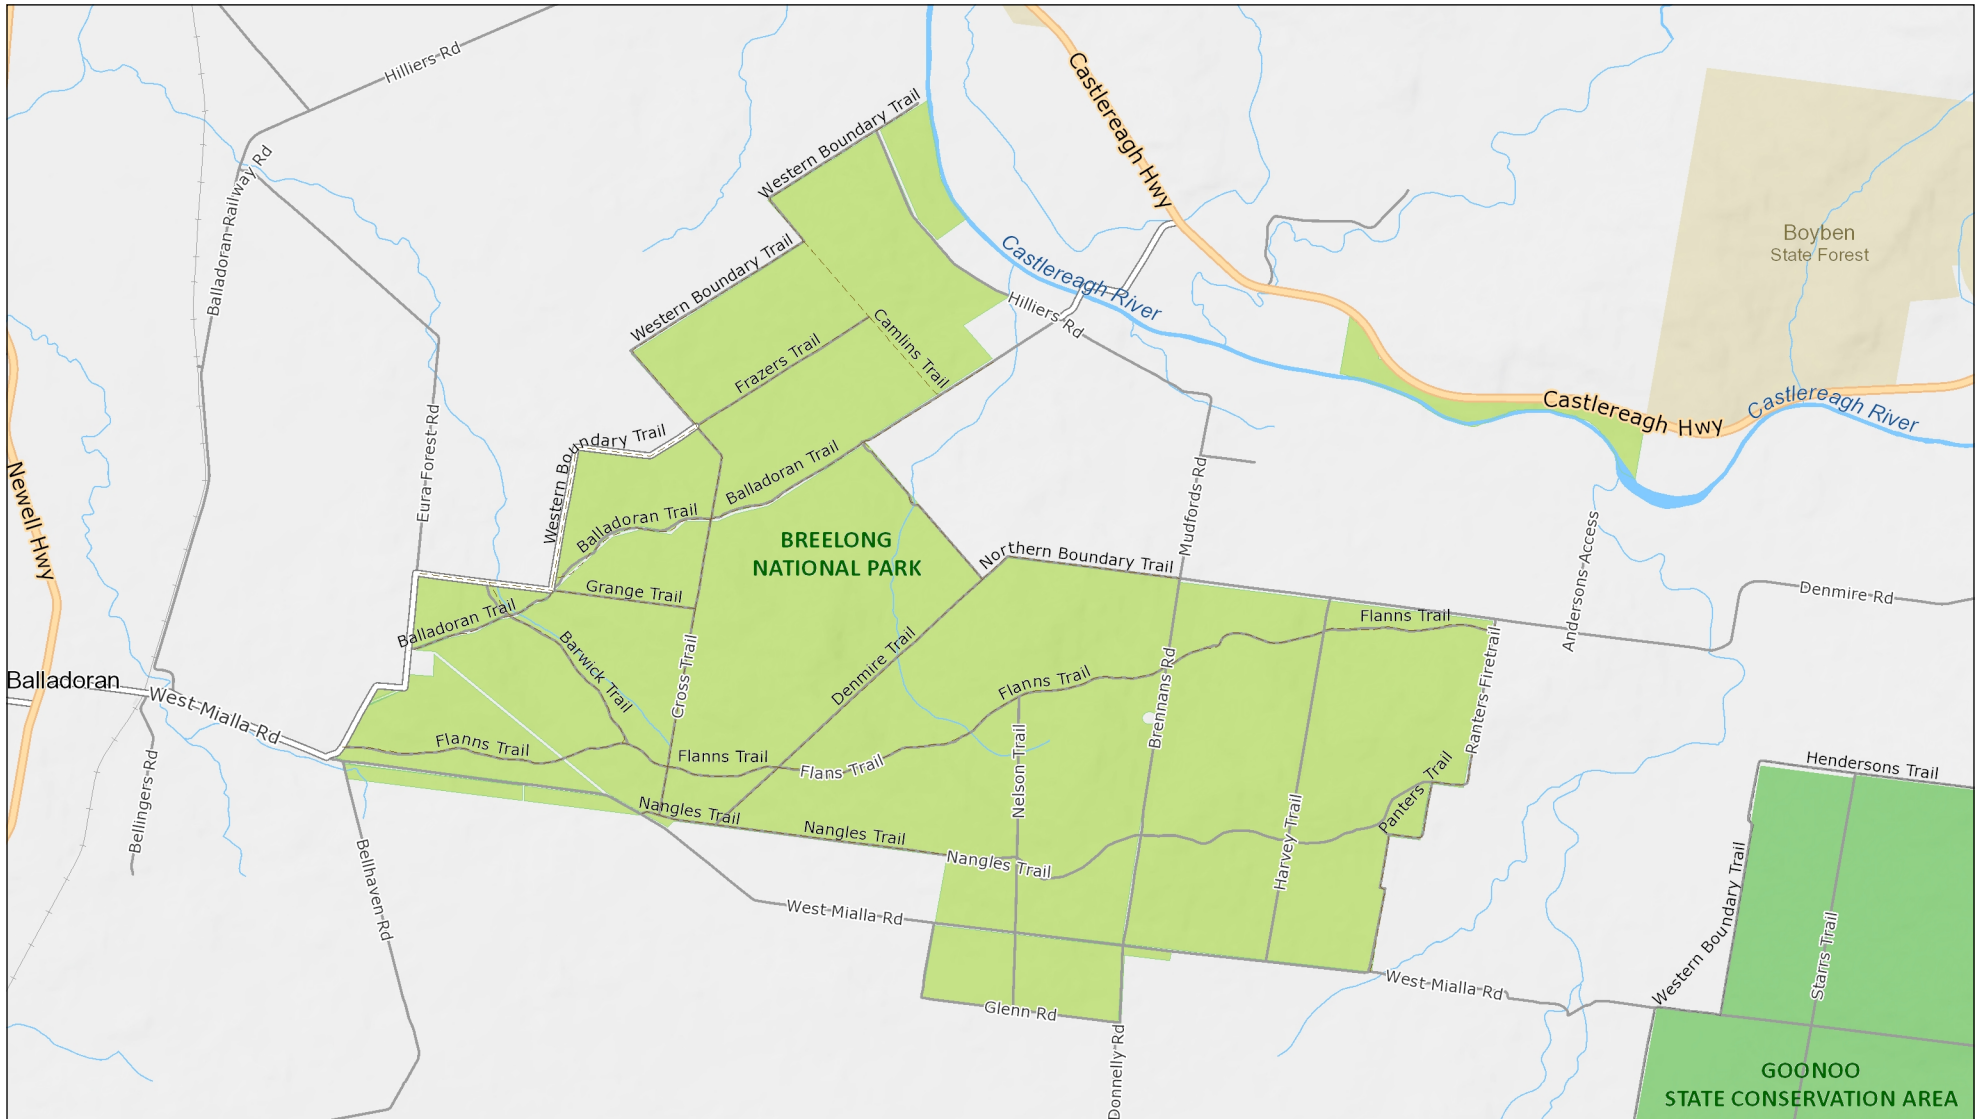 Hilliers Rd
Castlereagh Hwy
Western Boundary Trail
Balladoran Railway Rd
Boyben
State Forest
Western Boundary Trail
Castlereagh River
Hilliers Rd
Camlins Trail
Frazers Trail
Castlereagh Hwy
Castlereagh River
Eura Forest Rd
Western Boundary Trail
Balladoran Trail
Balladoran Trail
Mudfords Rd
Newell Hwy
BREELONG
NATIONAL PARK
Northern Boundary Trail
Andersons Access
Denmire Rd
Grange Trail
Balladoran Trail
Flanns Trail
Barwick Trail
Cross Trail
Denmire Trail
Flanns Trail
Brennans Rd
Ranters Firetrail
Balladoran
West Mialla Rd
Flanns Trail
Flanns Trail
Flans Trail
Nelson Trail
Panters Trail
Hendersons Trail
Bellingers Rd
Nangles Trail
Nangles Trail
Nangles Trail
Harvey Trail
Bellhaven Rd
West Mialla Rd
Western Boundary Trail
Starrs Trail
West Mialla Rd
Glenn Rd
Donnelly Rd
GOONOO
STATE CONSERVATION AREA